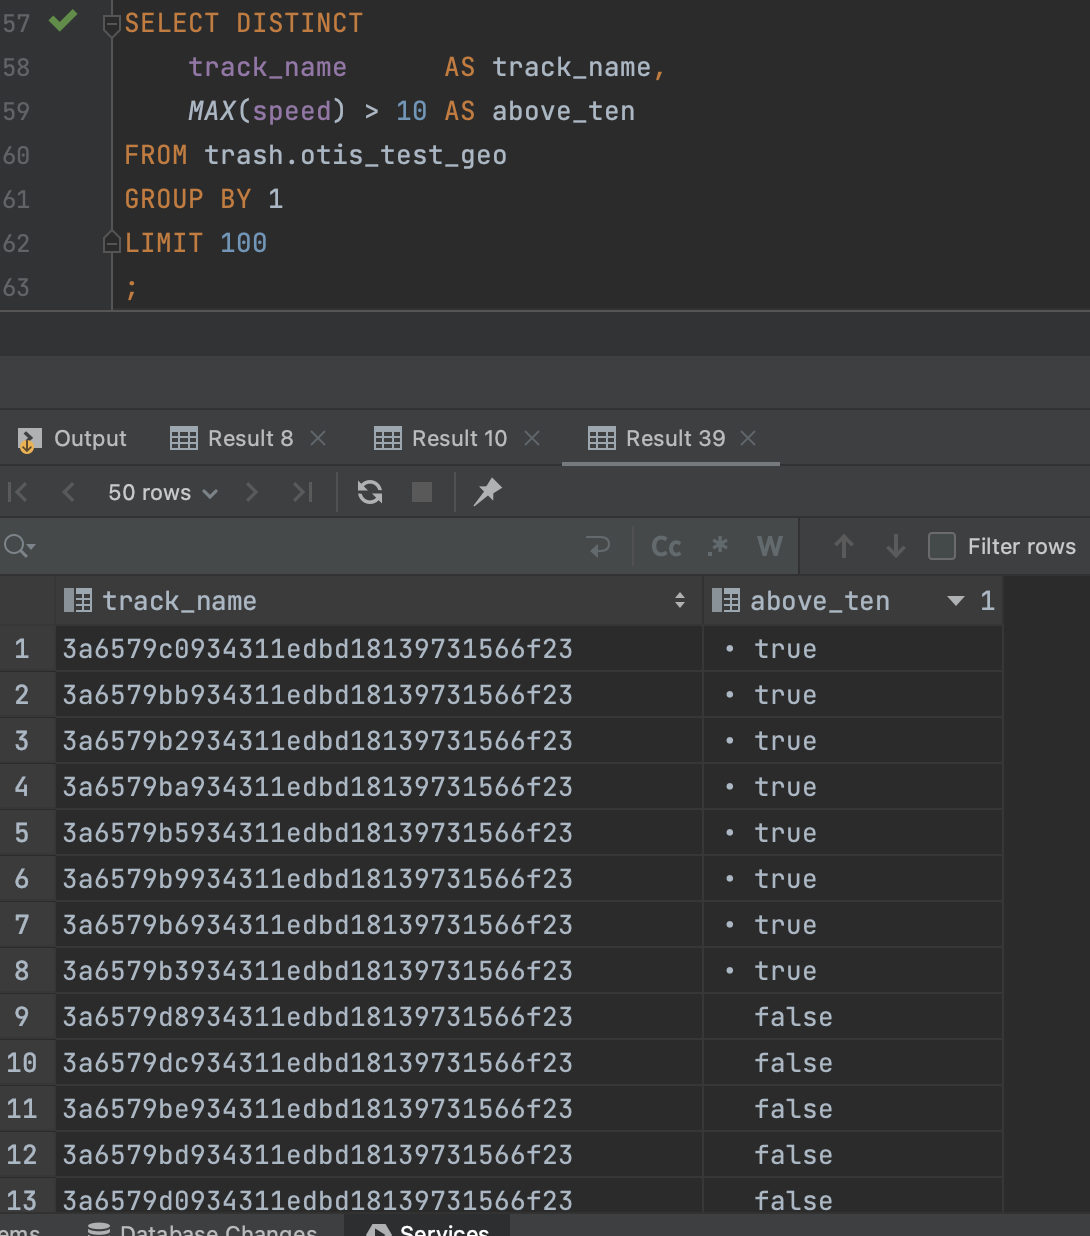 57 SELECT DISTINCT
58 track_name AS track_name,
59 MAX(speed) > 10 AS above_ten
60 FROM trash.otis_test_geo
61 GROUP BY 1
62 LIMIT 100
63 ;
Output Result 8 Result 10 Result 39
50 rows
Cc .* W Filter rows
track_name above_ten 1
1 3a6579c0934311edbd18139731566f23 true
2 3a6579bb934311edbd18139731566f23 true
3 3a6579b2934311edbd18139731566f23 true
4 3a6579ba934311edbd18139731566f23 true
5 3a6579b5934311edbd18139731566f23 true
6 3a6579b9934311edbd18139731566f23 true
7 3a6579b6934311edbd18139731566f23 true
8 3a6579b3934311edbd18139731566f23 true
9 3a6579d8934311edbd18139731566f23 false
10 3a6579dc934311edbd18139731566f23 false
11 3a6579be934311edbd18139731566f23 false
12 3a6579bd934311edbd18139731566f23 false
13 3a6579d0934311edbd18139731566f23 false
ems Database Changes Services